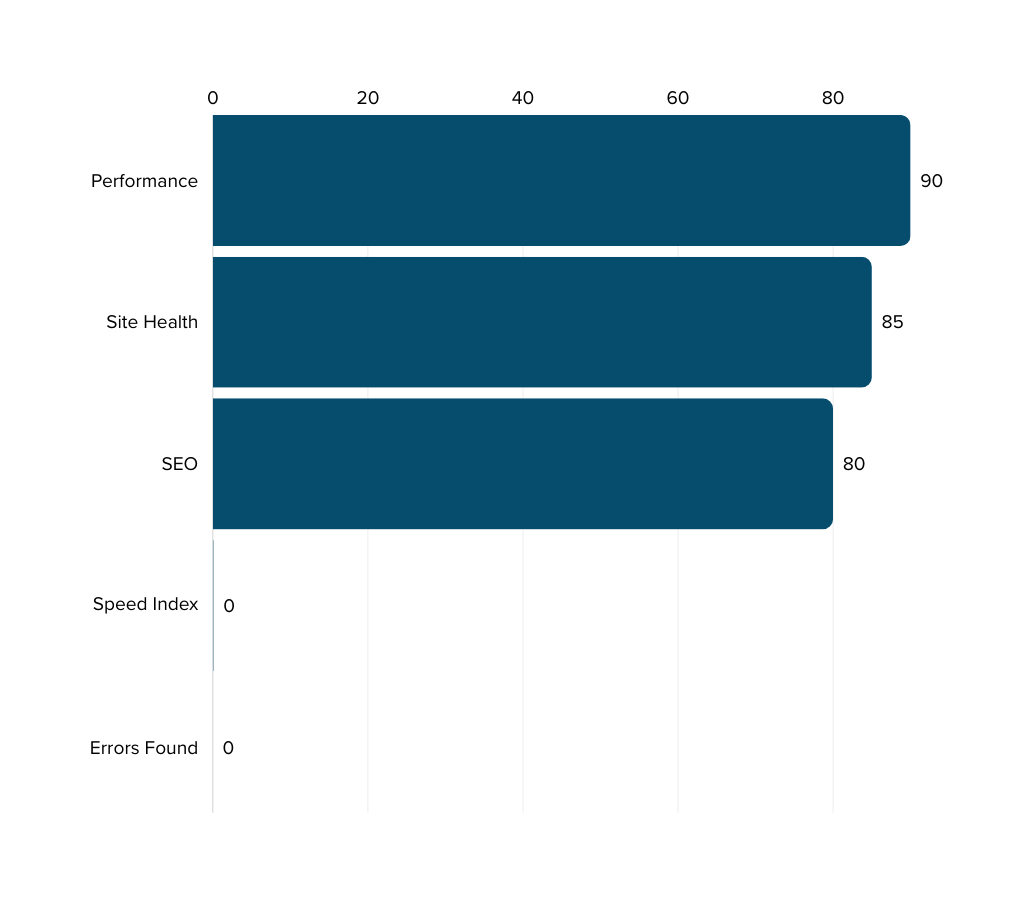 0 20 40 60 80
Performance 90
Site Health 85
SEO 80
Speed Index 0
Errors Found 0